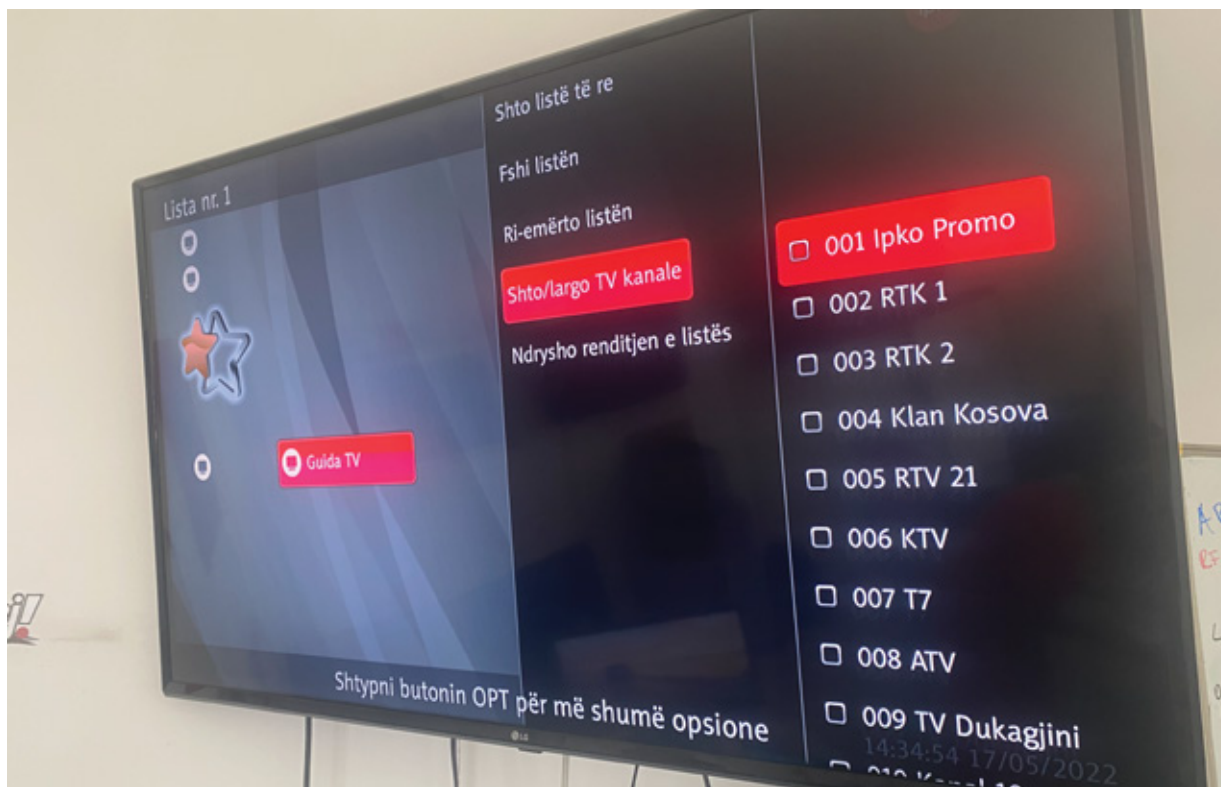 Lista nr. 1
Guida TV
Shto listë të re
Fshi listën
Ri-emërto listën
Shto/largo TV kanale
Ndrysho renditjen e listës
001 Ipko Promo
002 RTK 1
003 RTK 2
004 Klan Kosova
005 RTV 21
006 KTV
007 T7
008 ATV
009 TV Dukagjini
14:34:54 17/05/2022
Shtypni butonin OPT për më shumë opsione
LG